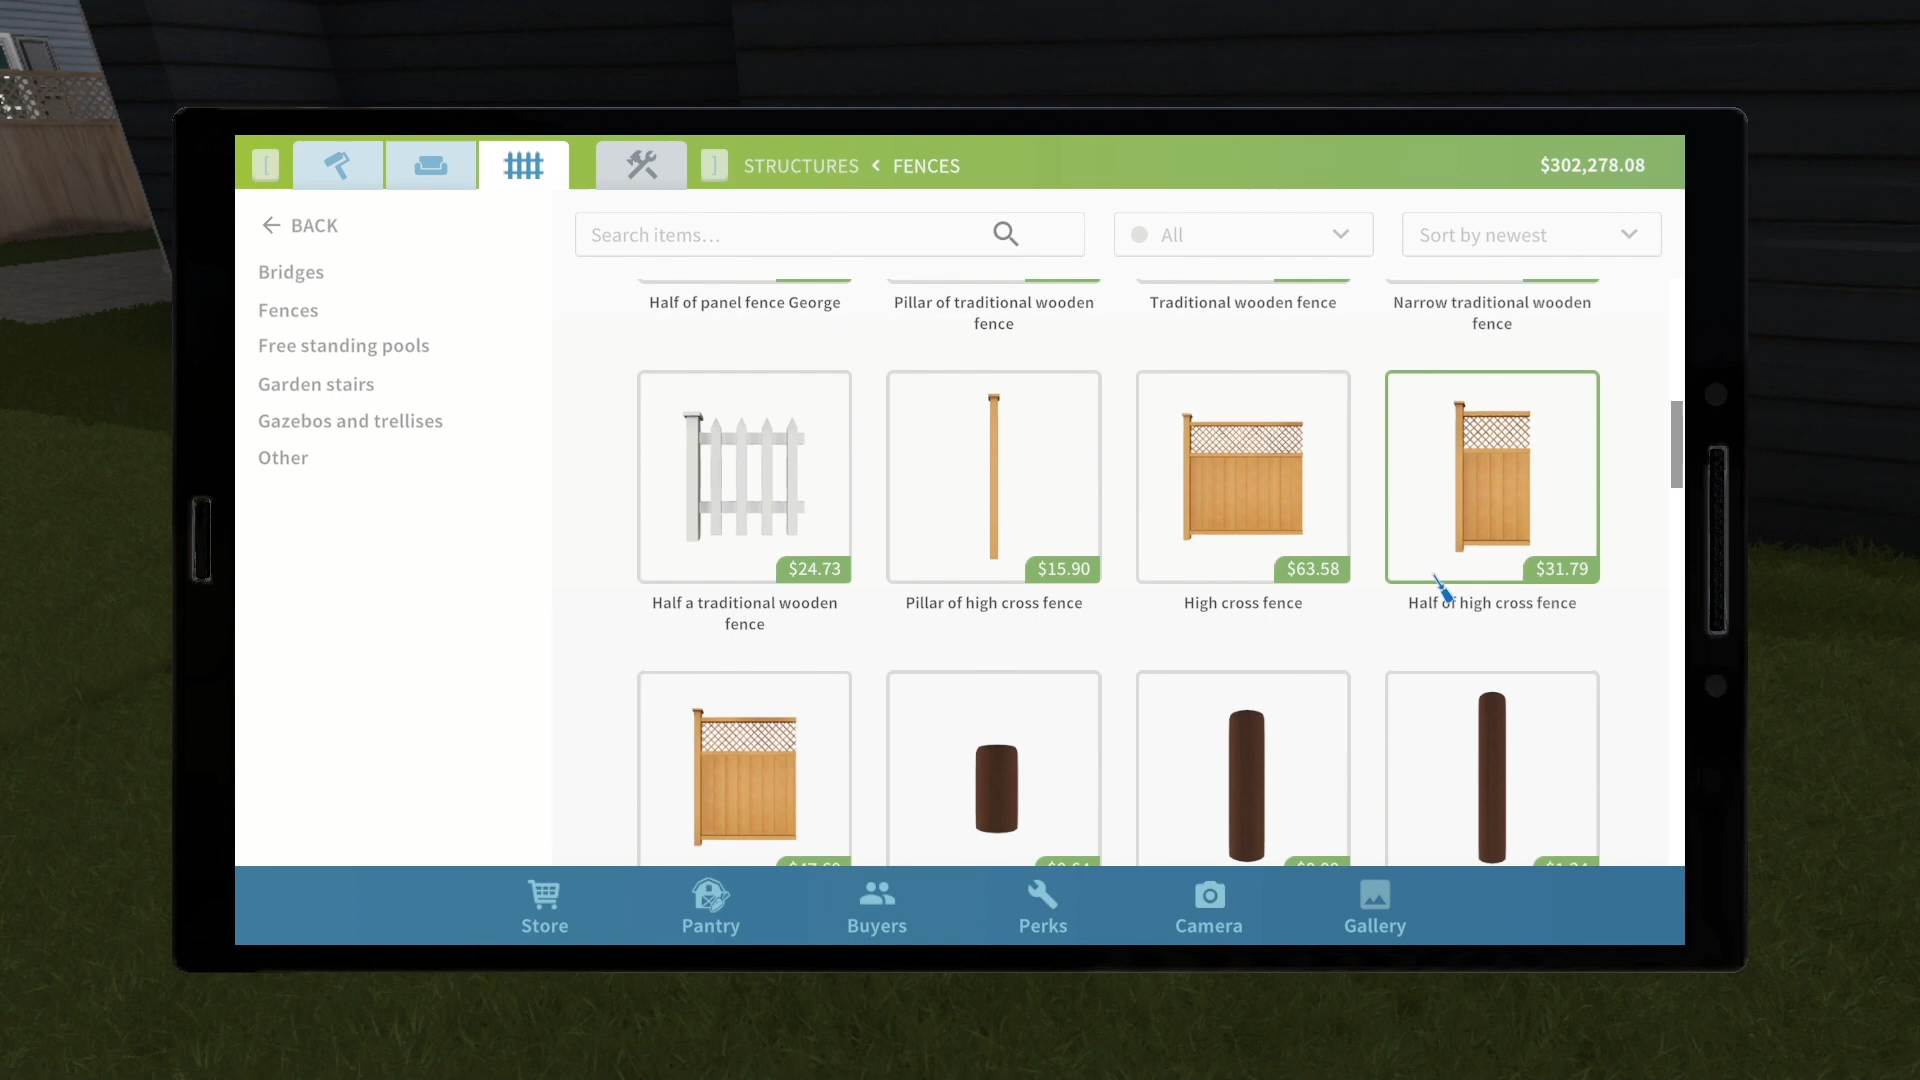 [
]
STRUCTURES < FENCES
$302,278.08
BACK
Bridges
Fences
Free standing pools
Garden stairs
Gazebos and trellises
Other
Search items...
All
Sort by newest
Half of panel fence George
Pillar of traditional wooden
fence
Traditional wooden fence
Narrow traditional wooden
fence
$24.73
$15.90
$63.58
$31.79
Half a traditional wooden
fence
Pillar of high cross fence
High cross fence
Half of high cross fence
Store
Pantry
Buyers
Perks
Camera
Gallery